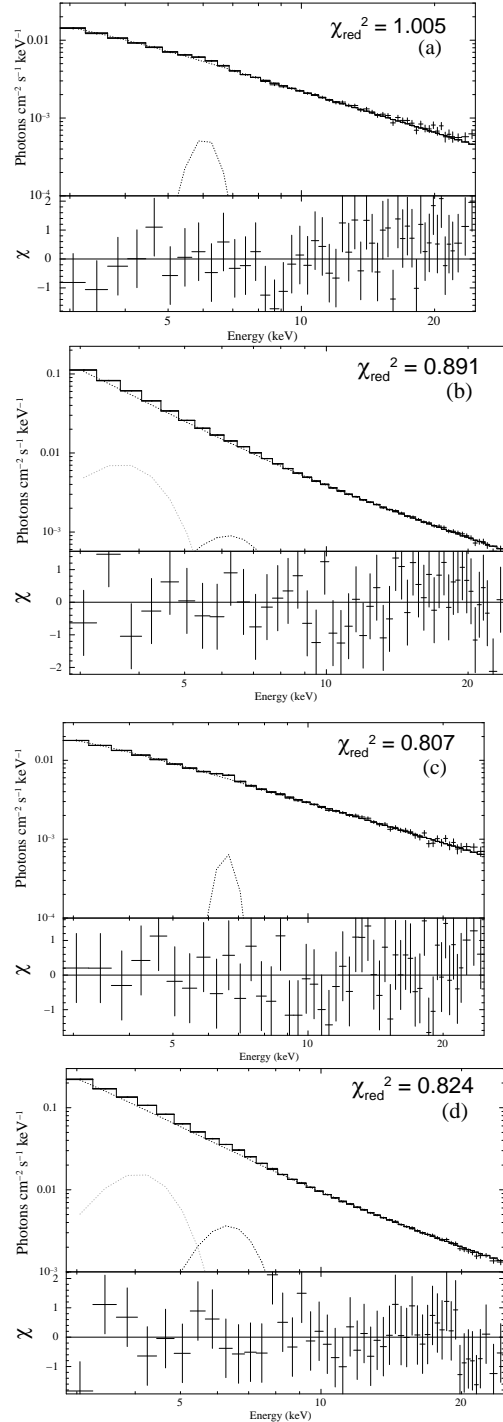 χred2 = 1.005
(a)
0.01
10−3
10−4
Photons cm−2 s−1 keV−1
2
1
0
−1
χ
5
10
20
Energy (keV)
χred2 = 0.891
(b)
0.1
0.01
10−3
Photons cm−2 s−1 keV−1
1
0
−1
−2
χ
5
10
20
Energy (keV)
χred2 = 0.807
(c)
0.01
10−3
10−4
Photons cm−2 s−1 keV−1
1
0
−1
χ
5
10
20
Energy (keV)
χred2 = 0.824
(d)
0.1
0.01
10−3
Photons cm−2 s−1 keV−1
2
1
0
−1
χ
5
10
20
Energy (keV)